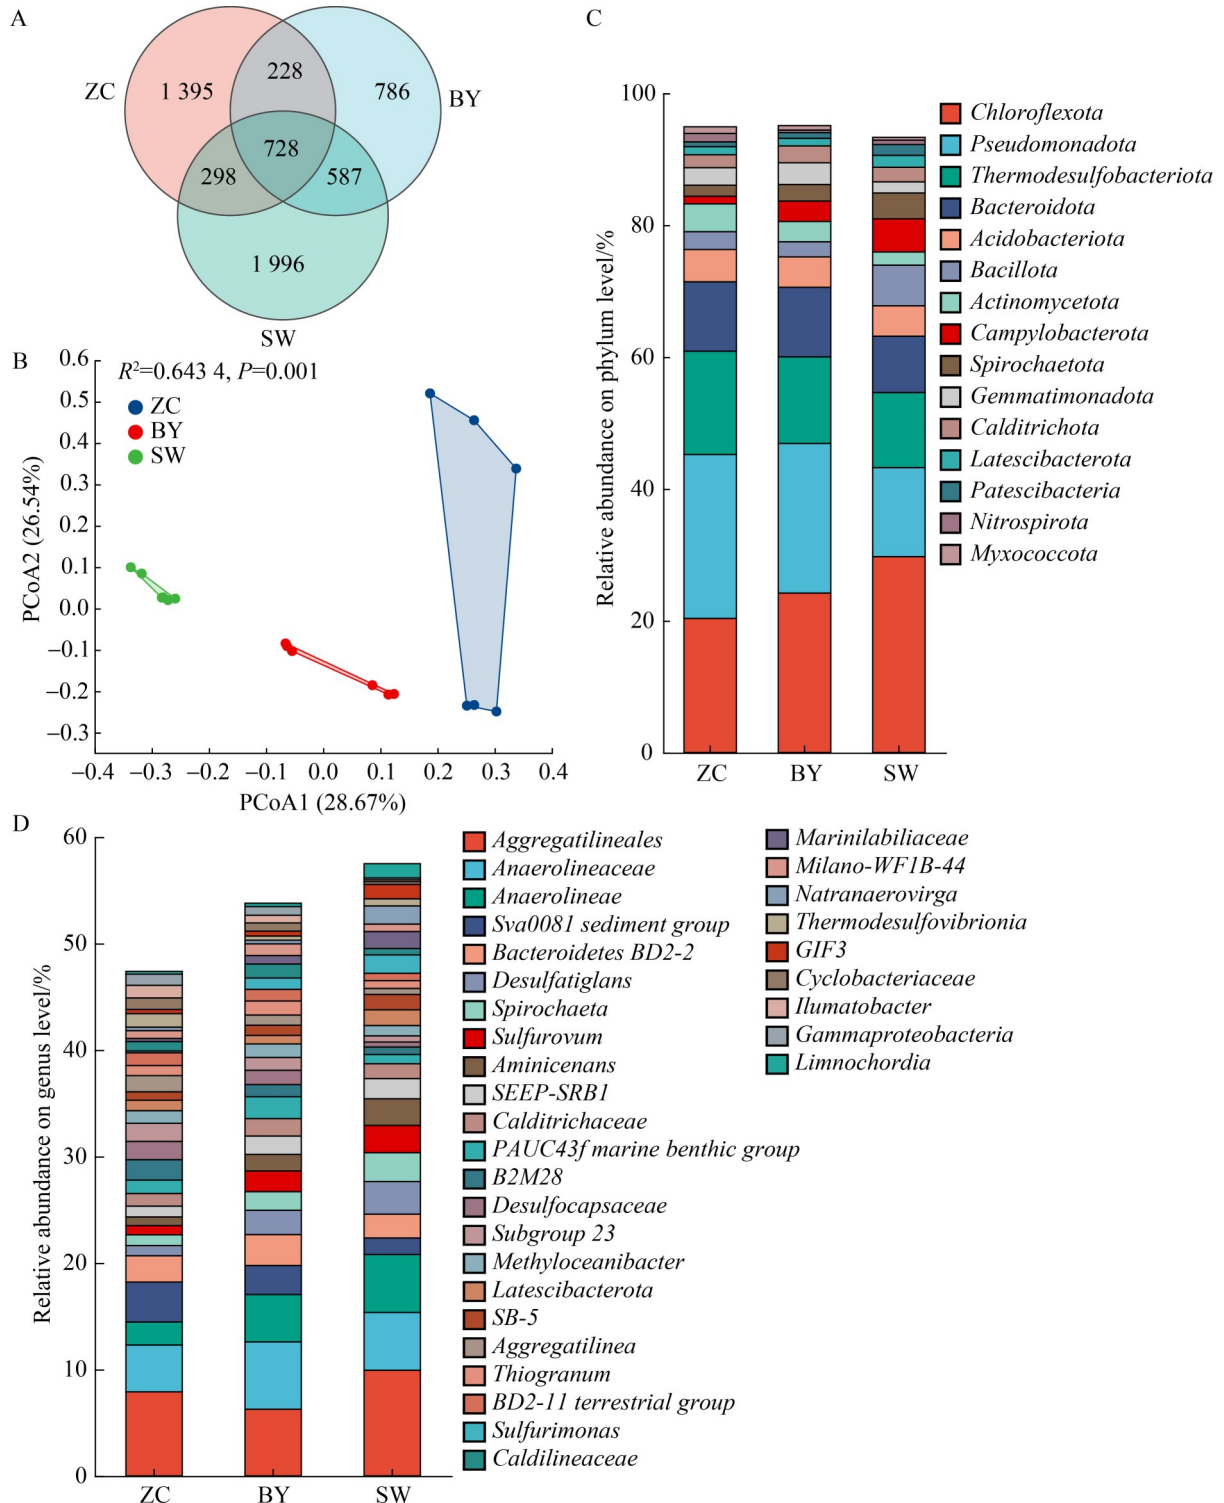 A
ZC
BY
SW
1 395
228
786
728
298
587
1 996
B
R²=0.643 4, P=0.001
ZC
BY
SW
PCoA2 (26.54%)
0.6
0.5
0.4
0.3
0.2
0.1
0.0
−0.1
−0.2
−0.3
−0.4 −0.3 −0.2 −0.1 0.0 0.1 0.2 0.3 0.4
PCoA1 (28.67%)
C
Relative abundance on phylum level/%
100
80
60
40
20
0
ZC BY SW
Chloroflexota
Pseudomonadota
Thermodesulfobacteriota
Bacteroidota
Acidobacteriota
Bacillota
Actinomycetota
Campylobacterota
Spirochaetota
Gemmatimonadota
Calditrichota
Latescibacterota
Patescibacteria
Nitrospirota
Myxococcota
D
Relative abundance on genus level/%
60
50
40
30
20
10
0
ZC BY SW
Aggregatilineales
Anaerolineaceae
Anaerolineae
Sva0081 sediment group
Bacteroidetes BD2-2
Desulfatiglans
Spirochaeta
Sulfurovum
Aminicenans
SEEP-SRB1
Calditrichaceae
PAUC43f marine benthic group
B2M28
Desulfocapsaceae
Subgroup 23
Methyloceanibacter
Latescibacterota
SB-5
Aggregatilinea
Thiogranum
BD2-11 terrestrial group
Sulfurimonas
Caldilineaceae
Marinilabiliaceae
Milano-WF1B-44
Natranaerovirga
Thermodesulfovibrionia
GIF3
Cyclobacteriaceae
Ilumatobacter
Gammaproteobacteria
Limnochordia